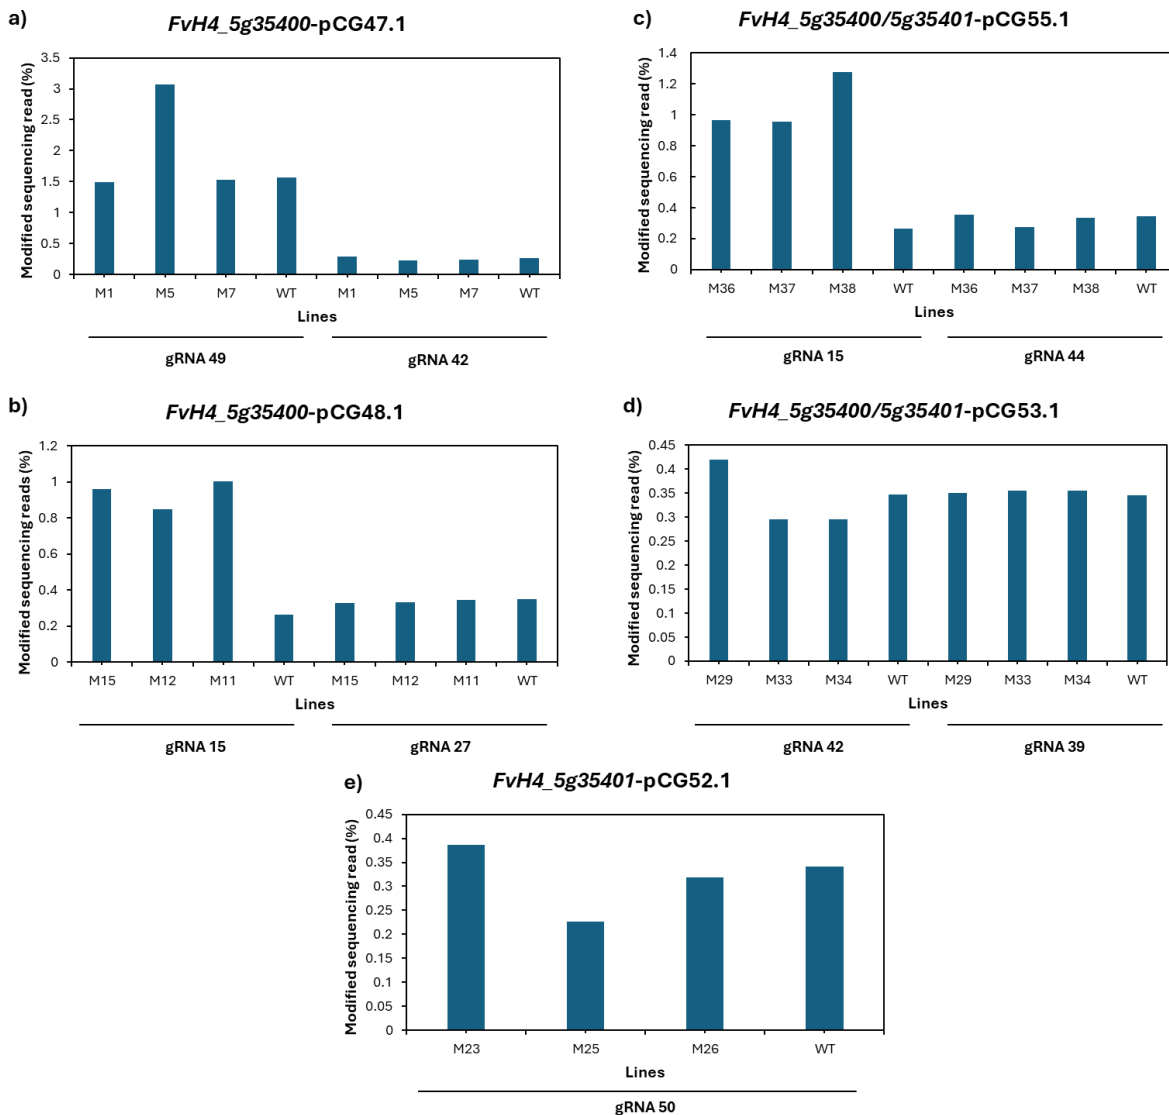 a)
FvH4_5g35400-pCG47.1
Modified sequencing read (%)
3.5
3
2.5
2
1.5
1
0.5
0
M1 M5 M7 WT M1 M5 M7 WT
Lines
gRNA 49 gRNA 42
c)
FvH4_5g35400/5g35401-pCG55.1
Modified sequencing read (%)
1.4
1.2
1
0.8
0.6
0.4
0.2
0
M36 M37 M38 WT M36 M37 M38 WT
Lines
gRNA 15 gRNA 44
b)
FvH4_5g35400-pCG48.1
Modified sequencing reads (%)
1.2
1
0.8
0.6
0.4
0.2
0
M15 M12 M11 WT M15 M12 M11 WT
Lines
gRNA 15 gRNA 27
d)
FvH4_5g35400/5g35401-pCG53.1
Modified sequencing read (%)
0.45
0.4
0.35
0.3
0.25
0.2
0.15
0.1
0.05
0
M29 M33 M34 WT M29 M33 M34 WT
Lines
gRNA 42 gRNA 39
e)
FvH4_5g35401-pCG52.1
Modified sequencing read (%)
0.45
0.4
0.35
0.3
0.25
0.2
0.15
0.1
0.05
0
M23 M25 M26 WT
Lines
gRNA 50